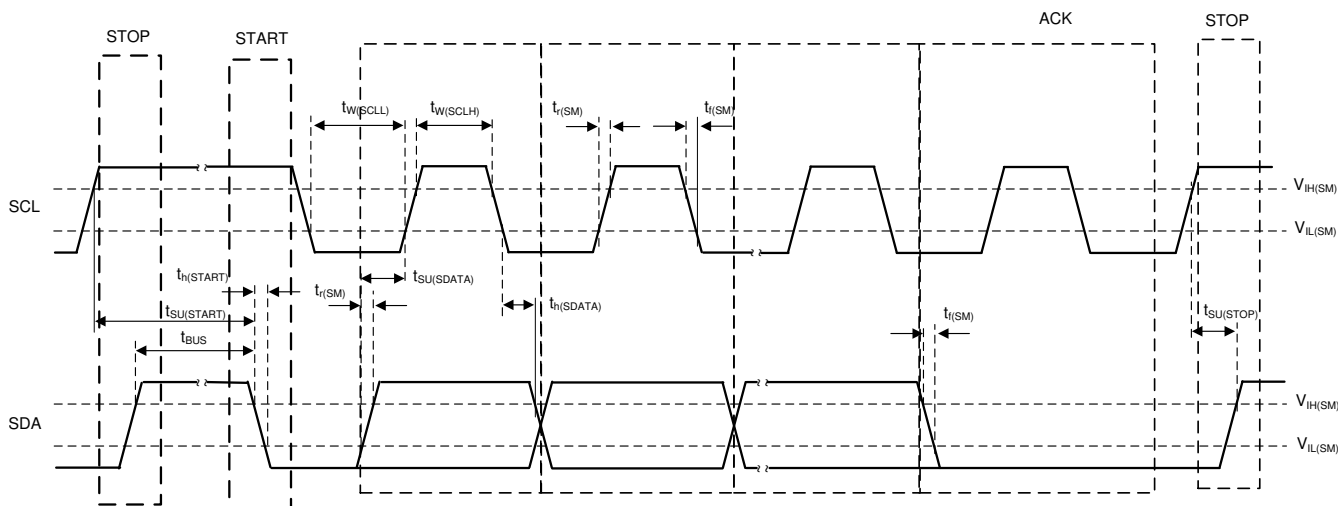 STOP
START
ACK
STOP
tW(SCLL)
tW(SCLH)
tr(SM)
tf(SM)
SCL
VIH(SM)
VIL(SM)
th(START)
tr(SM)
tSU(SDATA)
th(SDATA)
tSU(START)
tf(SM)
tSU(STOP)
tBUS
SDA
VIH(SM)
VIL(SM)